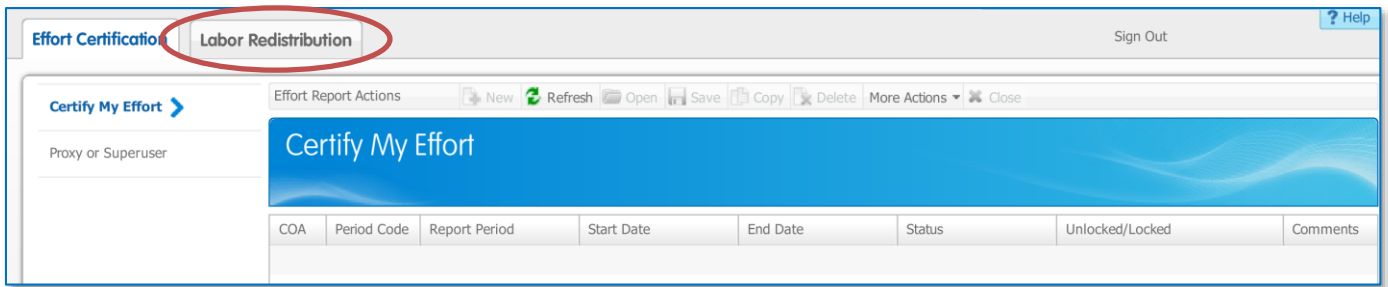 ? Help
Effort Certification Labor Redistribution Sign Out
Certify My Effort
Proxy or Superuser
Effort Report Actions New Refresh Open Save Copy Delete More Actions Close
Certify My Effort
COA Period Code Report Period Start Date End Date Status Unlocked/Locked Comments